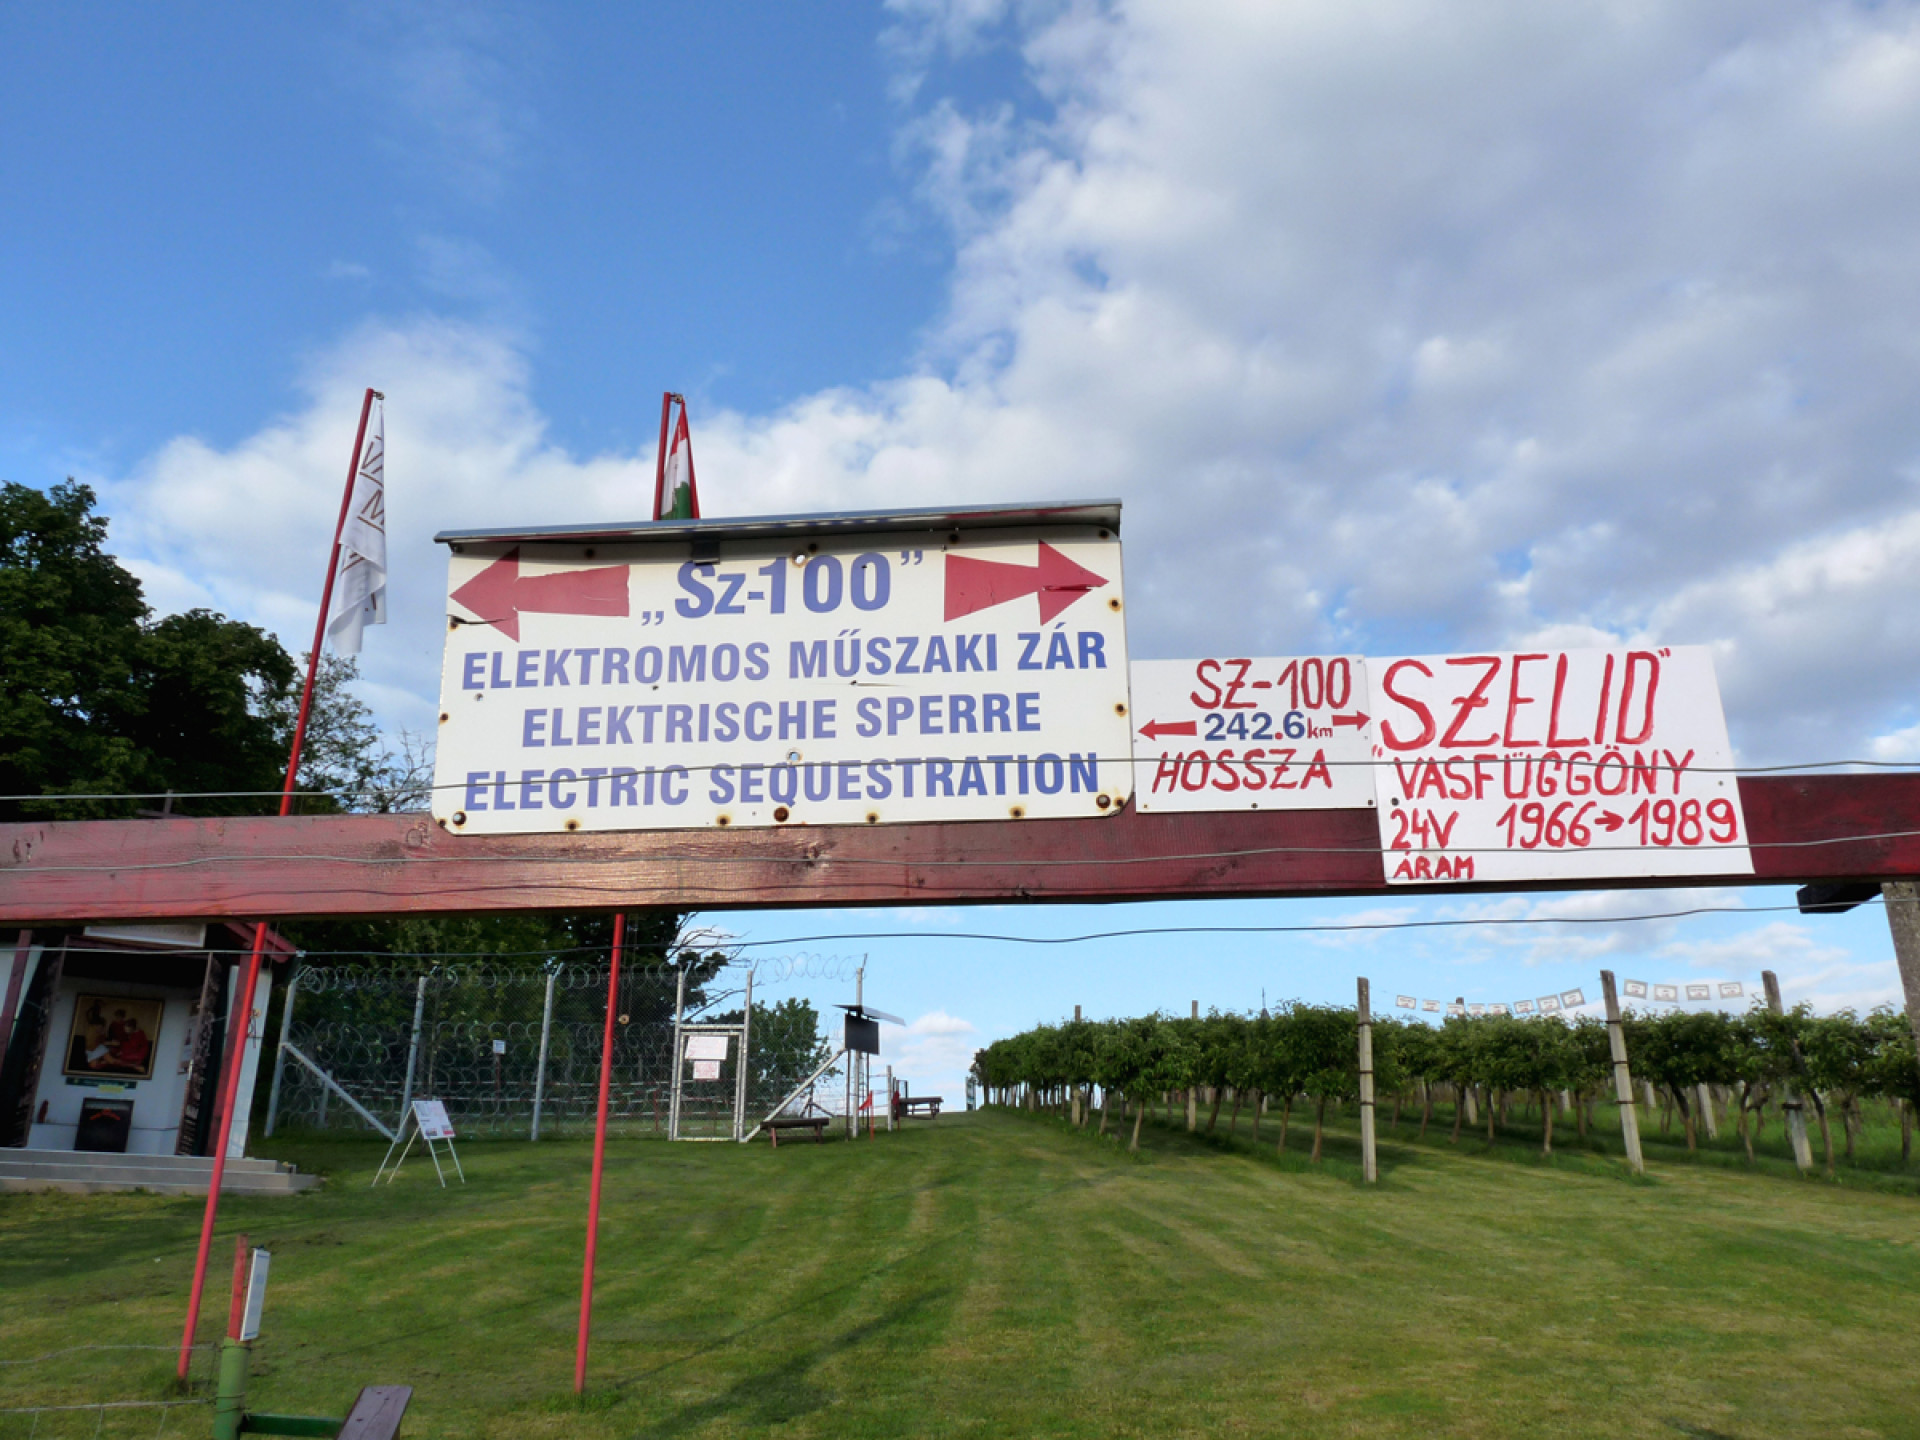 „Sz-100”
ELEKTROMOS MŰSZAKI ZÁR
ELEKTRISCHE SPERRE
ELECTRIC SEQUESTRATION
SZ-100
242.6 km
HOSSZA
SZELID"
"VASFÜGGÖNY
24V 1966→1989
ÁRAM